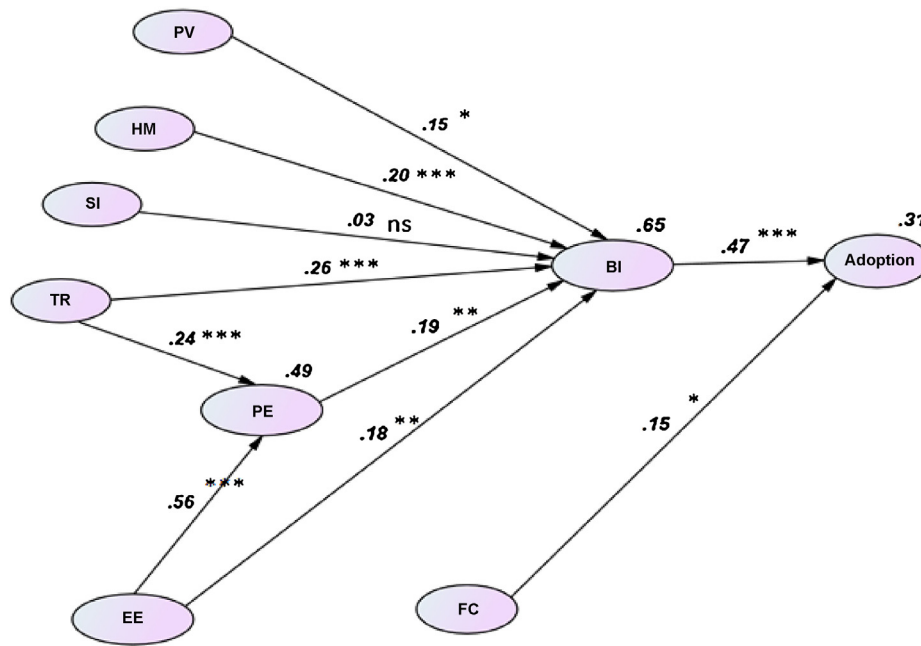 PV
.15 *
HM
.20 ***
SI
.03 ns
.65
.31
.47 ***
BI
Adoption
TR
.26 ***
.24 ***
.19 **
.49
PE
.18 **
.15 *
.56 ***
EE
FC